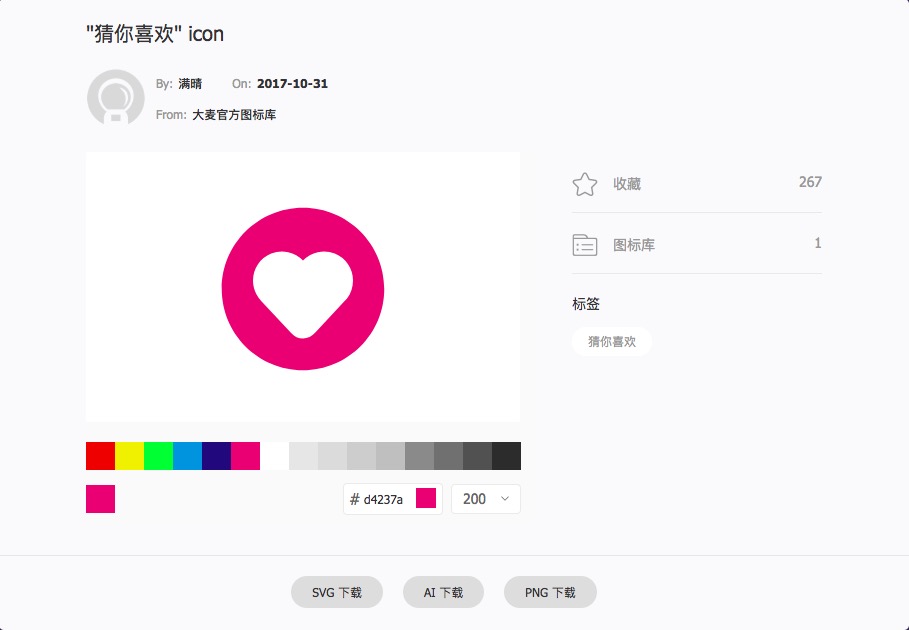 "猜你喜欢" icon
By: 满晴 On: 2017-10-31
From: 大麦官方图标库
收藏 267
图标库 1
标签
猜你喜欢
# d4237a 200
SVG 下载 AI 下载 PNG 下载